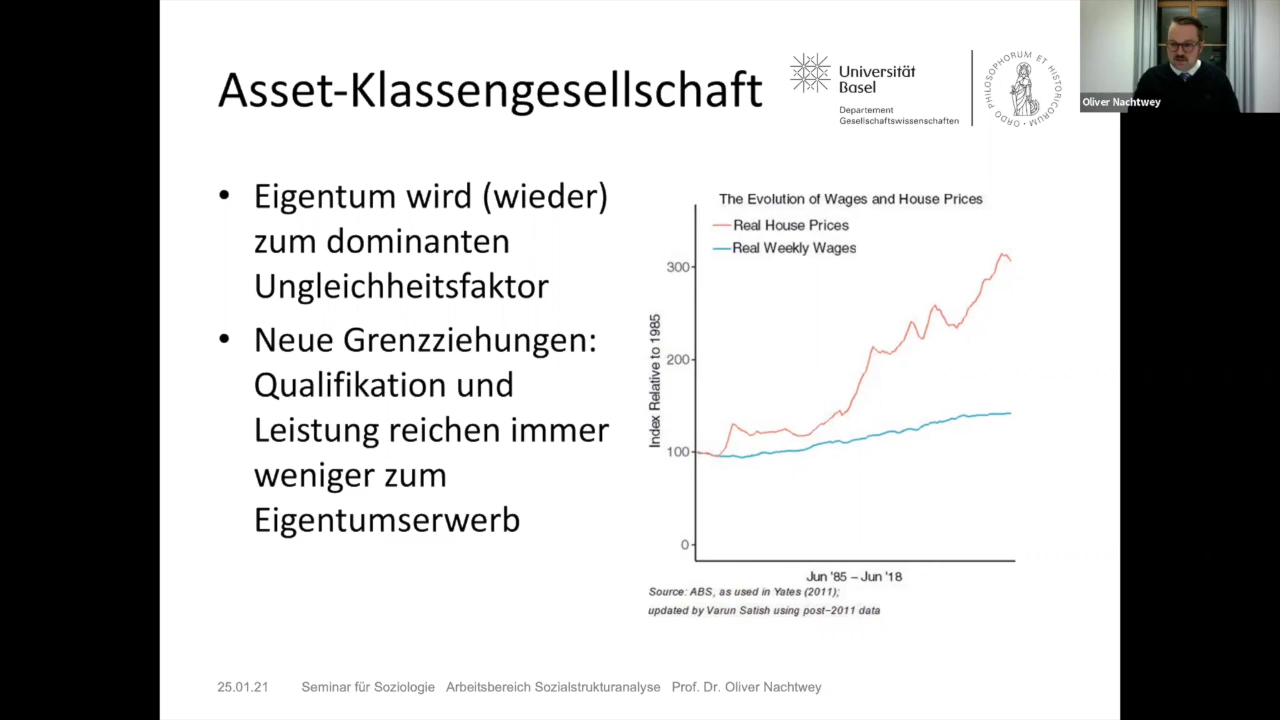 Asset-Klassengesellschaft
Universität
Basel
Departement
Gesellschaftswissenschaften
ORDO PHILOSOPHORUM ET HISTORICORUM
Oliver Nachtwey
• Eigentum wird (wieder)
zum dominanten
Ungleichheitsfaktor
• Neue Grenzziehungen:
Qualifikation und
Leistung reichen immer
weniger zum
Eigentumserwerb
The Evolution of Wages and House Prices
Real House Prices
Real Weekly Wages
Index Relative to 1985
300
200
100
0
Jun '85 – Jun '18
Source: ABS, as used in Yates (2011);
updated by Varun Satish using post−2011 data
25.01.21 Seminar für Soziologie Arbeitsbereich Sozialstrukturanalyse Prof. Dr. Oliver Nachtwey